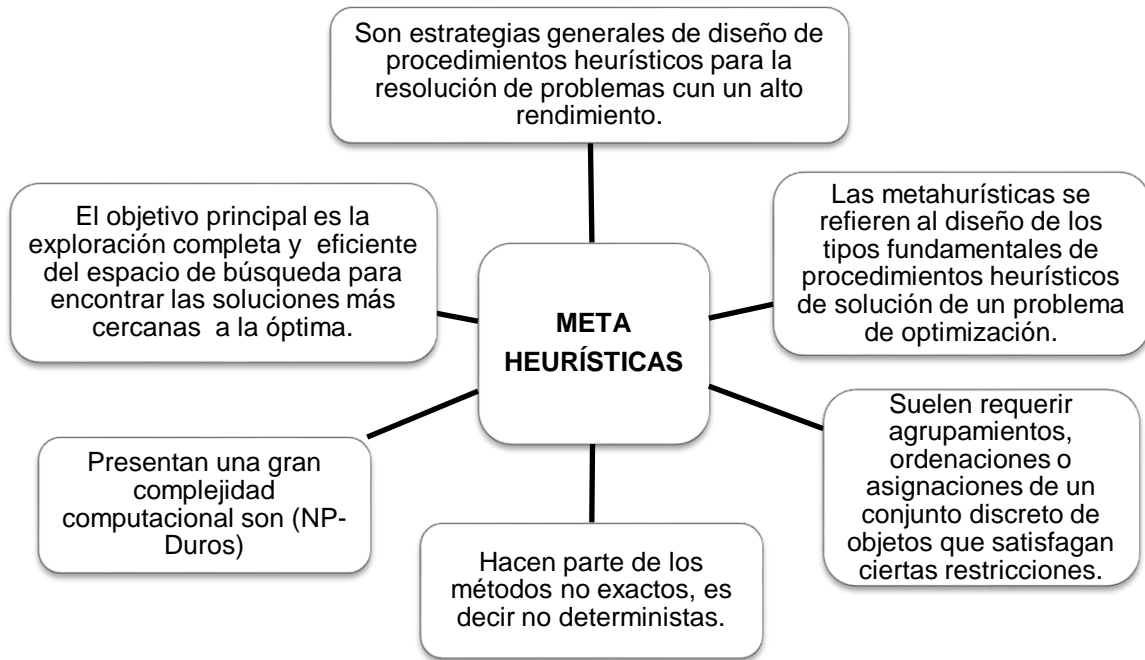 Son estrategias generales de diseño de
procedimientos heurísticos para la
resolución de problemas cun un alto
rendimiento.
El objetivo principal es la
exploración completa y eficiente
del espacio de búsqueda para
encontrar las soluciones más
cercanas a la óptima.
Las metahurísticas se
refieren al diseño de los
tipos fundamentales de
procedimientos heurísticos
de solución de un problema
de optimización.
META
HEURÍSTICAS
Presentan una gran
complejidad
computacional son (NP-
Duros)
Hacen parte de los
métodos no exactos, es
decir no deterministas.
Suelen requerir
agrupamientos,
ordenaciones o
asignaciones de un
conjunto discreto de
objetos que satisfagan
ciertas restricciones.